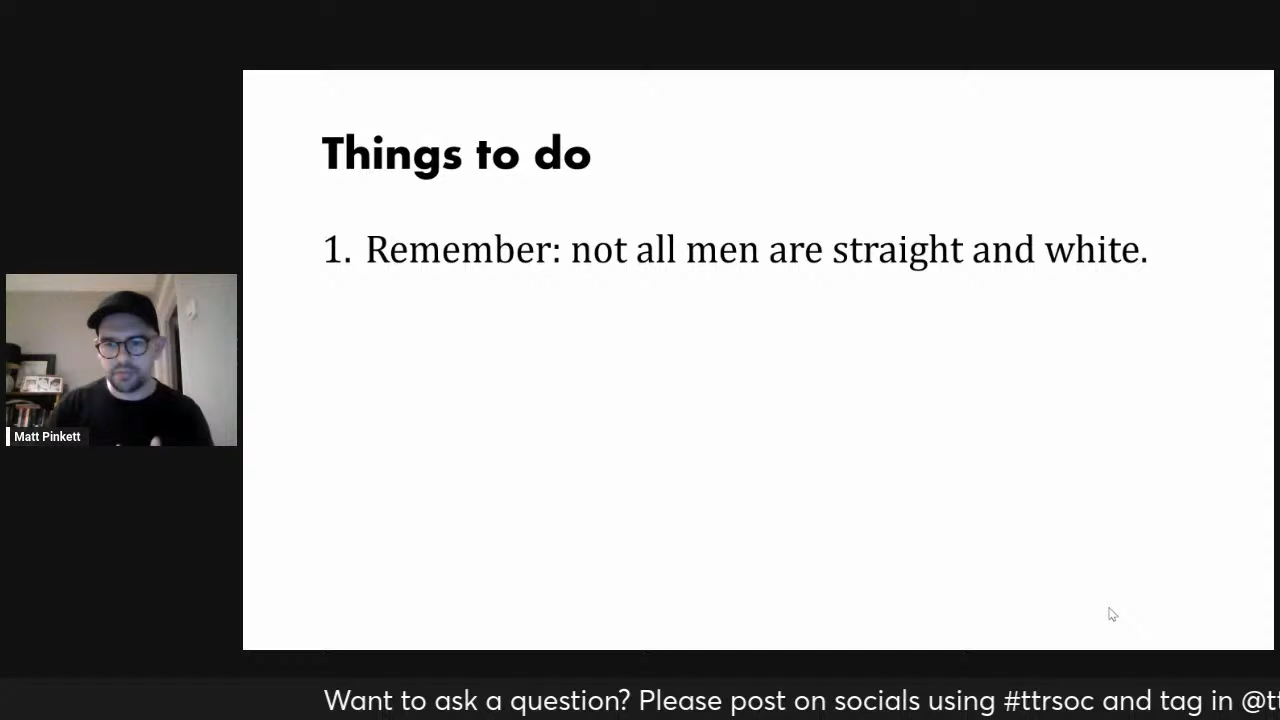 Things to do
1. Remember: not all men are straight and white.
Matt Pinkett
Want to ask a question? Please post on socials using #ttrsoc and tag in